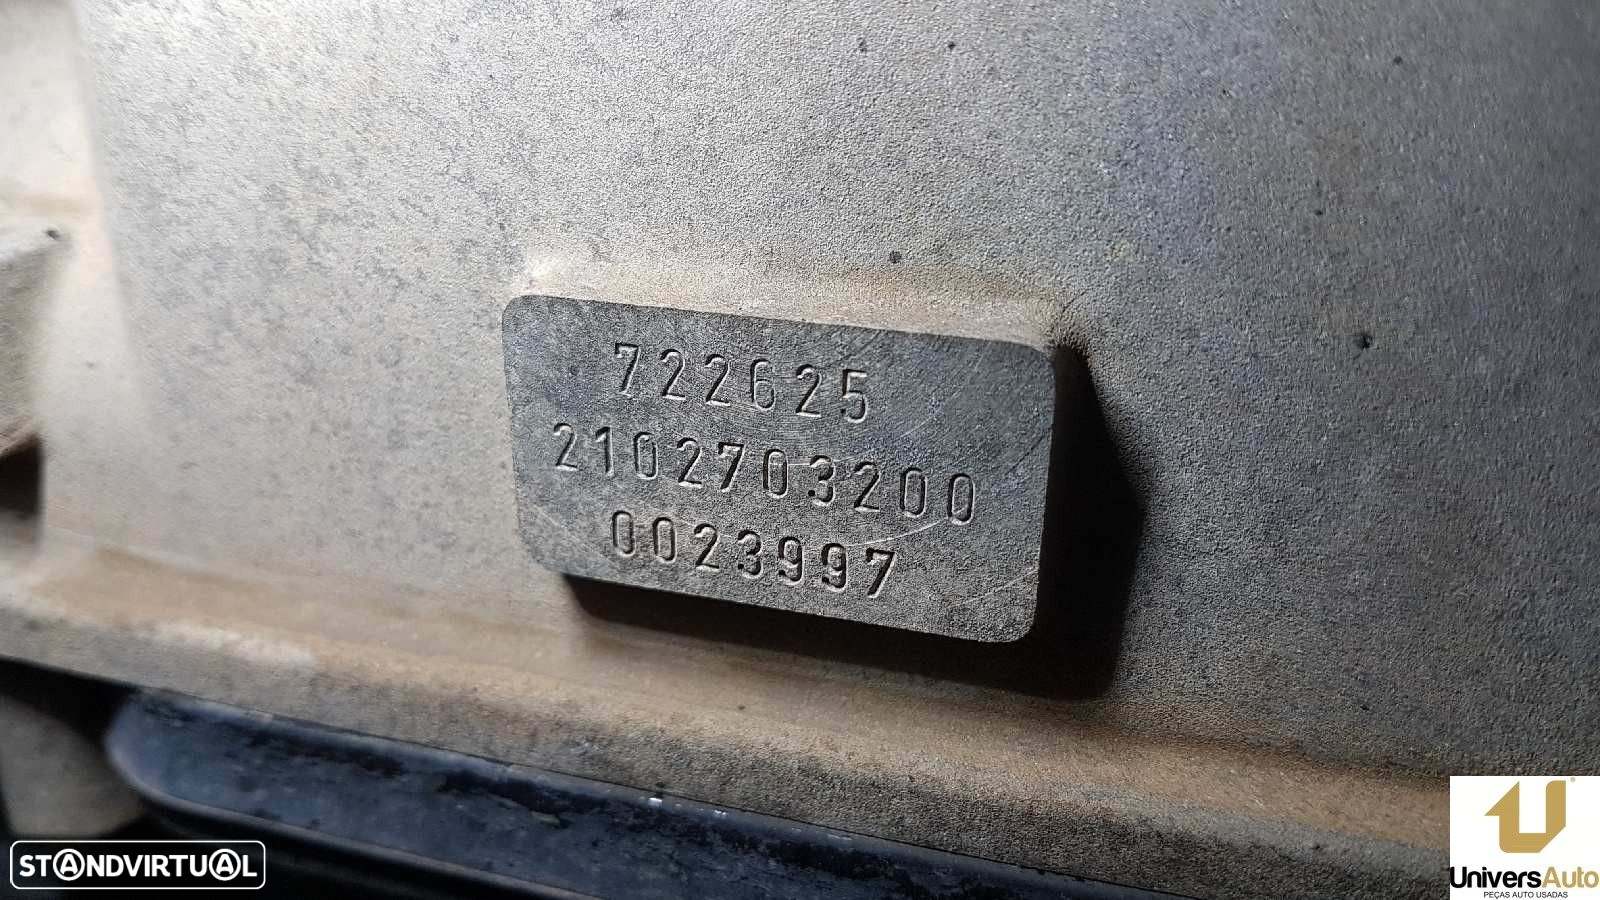 722625
2102703200
0023997
STANDVIRTUAL
UniversAuto
PEÇAS AUTO USADAS